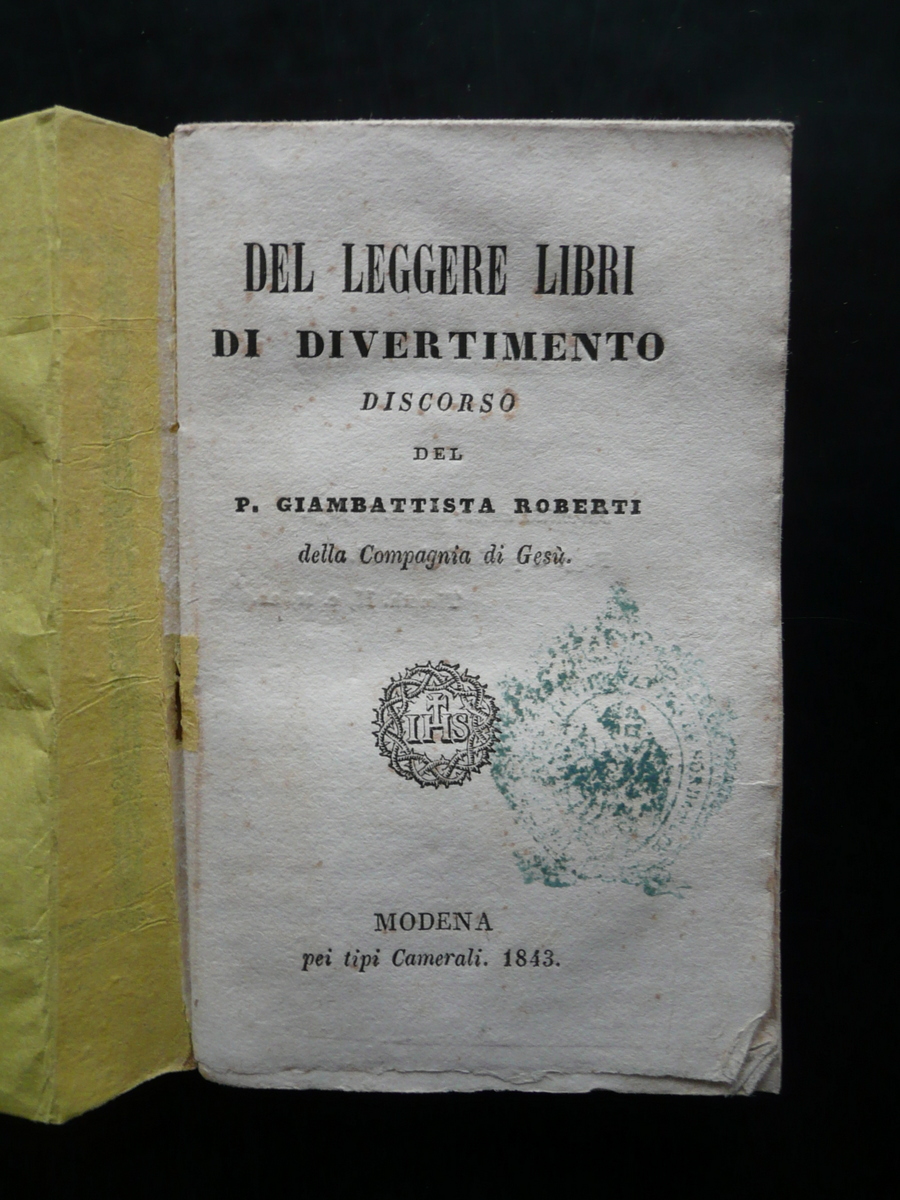 DEL LEGGERE LIBRI
DI DIVERTIMENTO
DISCORSO
DEL
P. GIAMBATTISTA ROBERTI
della Compagnia di Gesù.
IHS
MODENA
pei tipi Camerali. 1843.